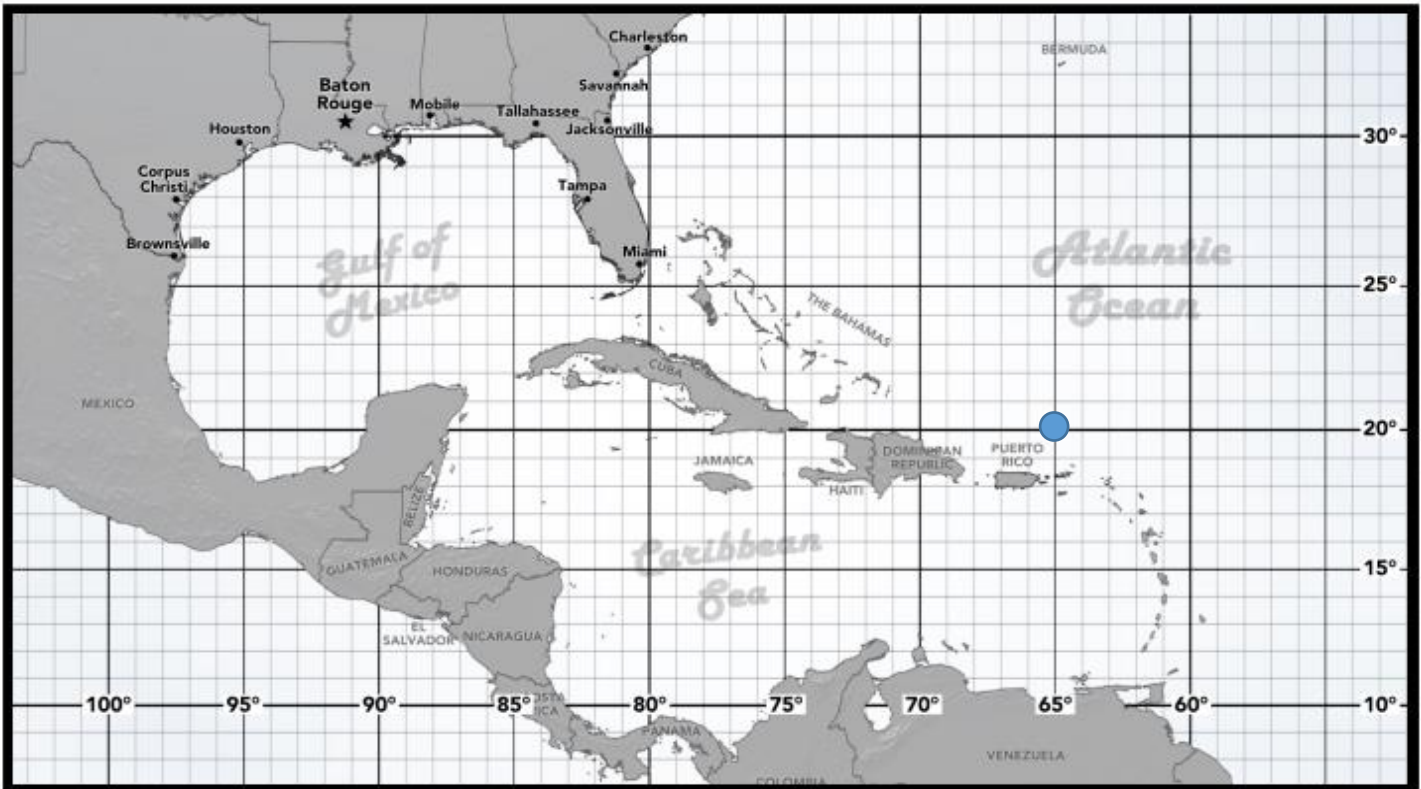 Charleston
BERMUDA
Savannah
Baton
Rouge
Mobile
Tallahassee
Houston
Jacksonville
30°
Corpus
Christi
Tampa
Brownsville
Gulf of
Mexico
Miami
Atlantic
Ocean
25°
THE BAHAMAS
CUBA
MEXICO
20°
JAMAICA
HAITI
DOMINICAN
REPUBLIC
PUERTO
RICO
BELIZE
Caribbean
Sea
GUATEMALA
HONDURAS
15°
EL
SALVADOR
NICARAGUA
100°
95°
90°
85°
80°
75°
70°
65°
60°
10°
PANAMA
VENEZUELA
COLOMBIA